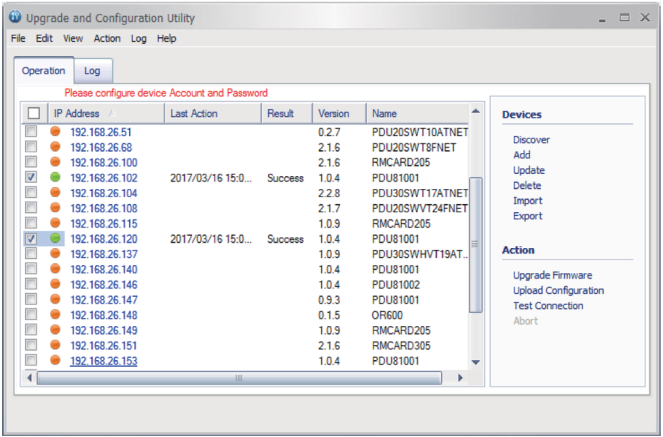 Upgrade and Configuration Utility
File Edit View Action Log Help
Operation Log
Please configure device Account and Password
IP Address Last Action Result Version Name
192.168.26.51 0.2.7 PDU20SWT10ATNET
192.168.26.68 2.1.6 PDU20SWT8FNET
192.168.26.100 2.1.6 RMCARD205
192.168.26.102 2017/03/16 15:0... Success 1.0.4 PDU81001
192.168.26.104 2.2.8 PDU30SWT17ATNET
192.168.26.108 2.1.7 PDU20SWVT24FNET
192.168.26.115 1.0.9 RMCARD205
192.168.26.120 2017/03/16 15:0... Success 1.0.4 PDU81001
192.168.26.137 1.0.9 PDU30SWHVT19AT...
192.168.26.140 1.0.4 PDU81001
192.168.26.146 1.0.4 PDU81002
192.168.26.147 0.9.3 PDU81001
192.168.26.148 0.1.5 OR600
192.168.26.149 1.0.9 RMCARD205
192.168.26.151 2.1.6 RMCARD305
192.168.26.153 1.0.4 PDU81001
Devices
Discover
Add
Update
Delete
Import
Export
Action
Upgrade Firmware
Upload Configuration
Test Connection
Abort